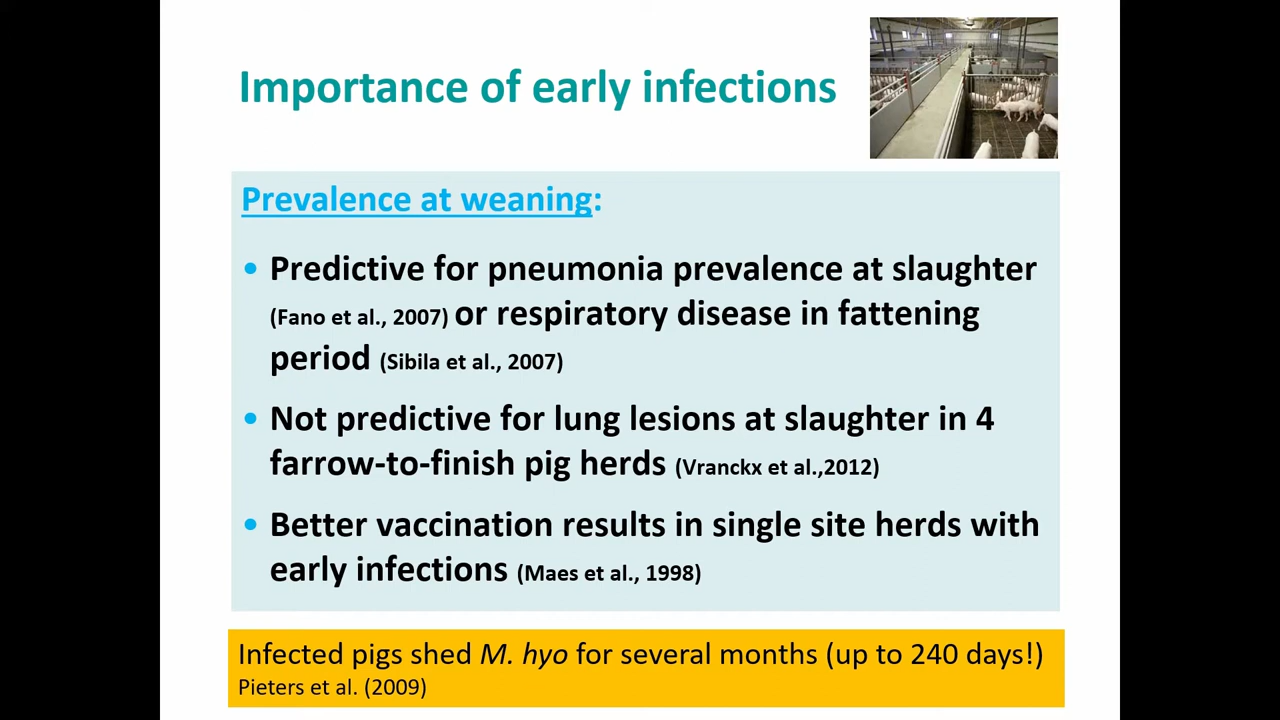 Importance of early infections
Prevalence at weaning:
• Predictive for pneumonia prevalence at slaughter
(Fano et al., 2007) or respiratory disease in fattening
period (Sibila et al., 2007)
• Not predictive for lung lesions at slaughter in 4
farrow-to-finish pig herds (Vranckx et al.,2012)
• Better vaccination results in single site herds with
early infections (Maes et al., 1998)
Infected pigs shed M. hyo for several months (up to 240 days!)
Pieters et al. (2009)